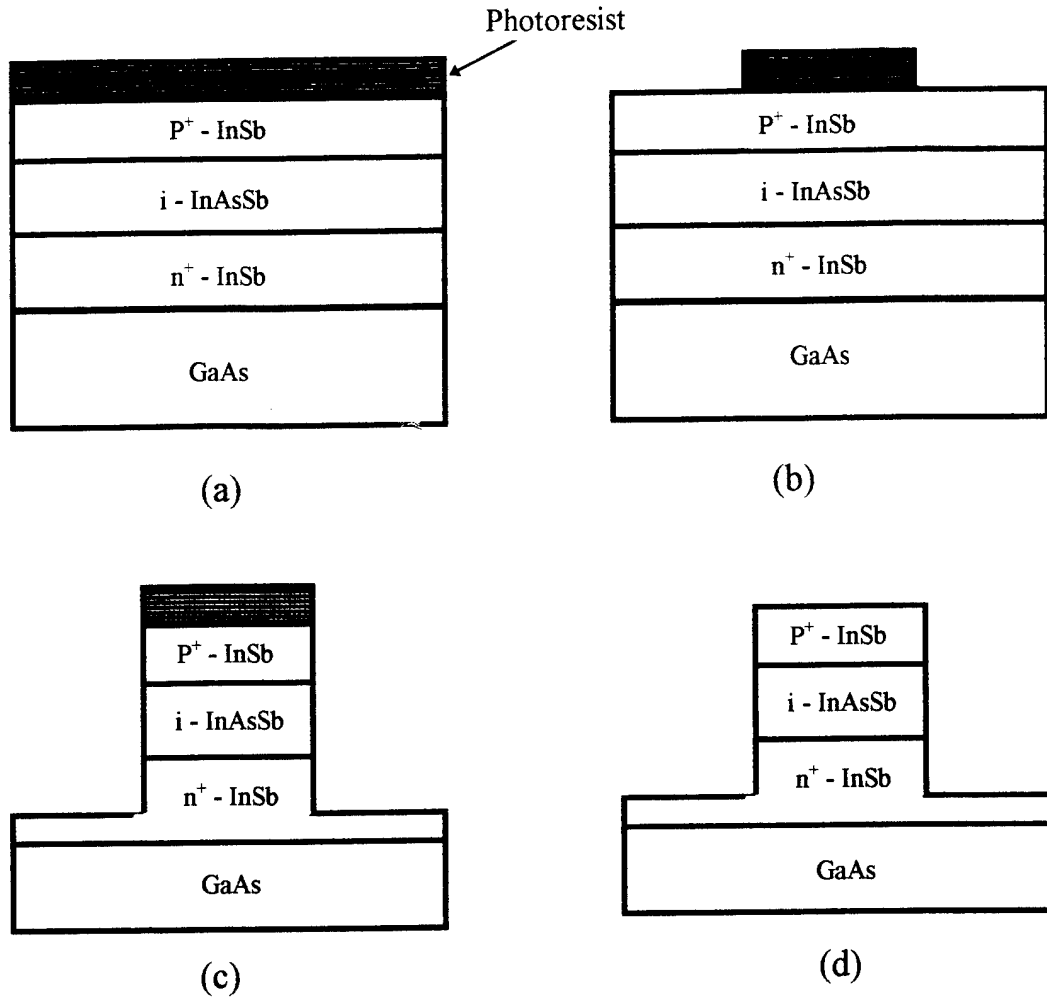 Photoresist
P⁺ - InSb
i - InAsSb
n⁺ - InSb
GaAs
(a)
P⁺ - InSb
i - InAsSb
n⁺ - InSb
GaAs
(b)
P⁺ - InSb
i - InAsSb
n⁺ - InSb
GaAs
(c)
P⁺ - InSb
i - InAsSb
n⁺ - InSb
GaAs
(d)